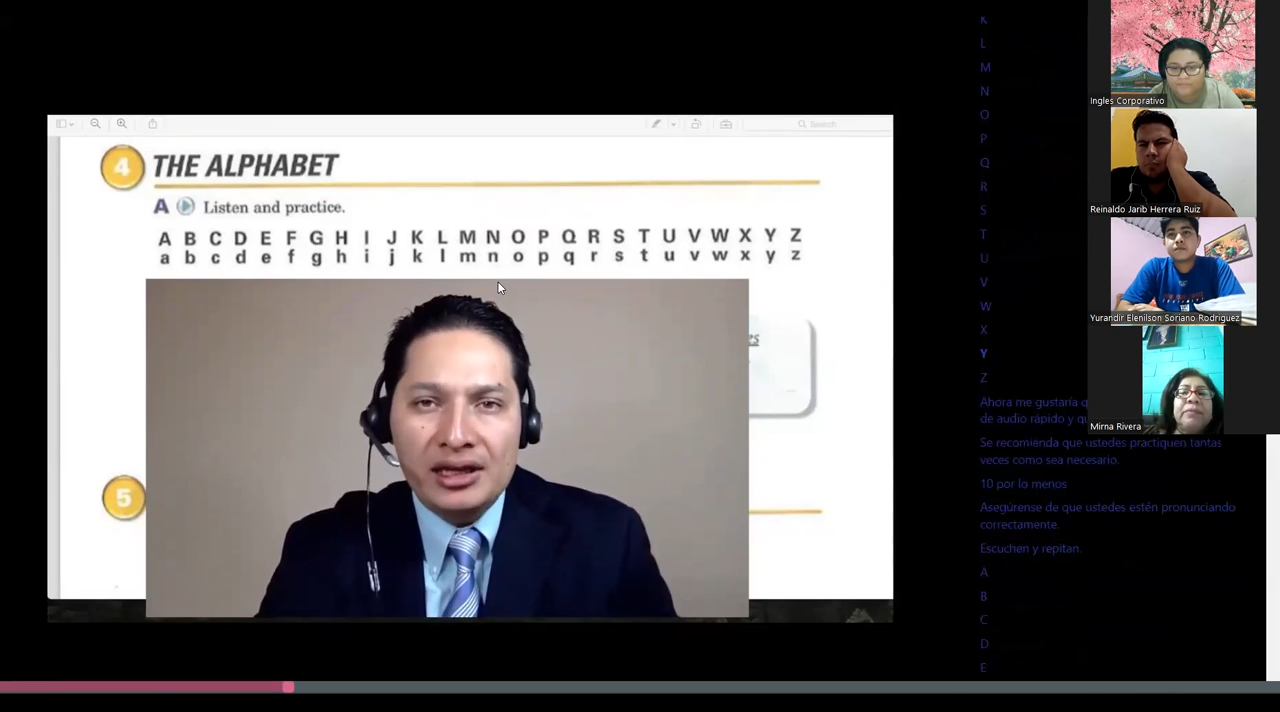 4 THE ALPHABET
A Listen and practice.
A B C D E F G H I J K L M N O P Q R S T U V W X Y Z
a b c d e f g h i j k l m n o p q r s t u v w x y z
5
Search
K
L
M
N
O
P
Q
R
S
T
U
V
W
X
Y
Z
Ahora me gustaría
de audio rápido y
Se recomienda que ustedes practiquen tantas
veces como sea necesario.
10 por lo menos
Asegúrense de que ustedes estén pronunciando
correctamente.
Escuchen y repitan.
A
B
C
D
E
Ingles Corporativo
Reinaldo Jarib Herrera Ruiz
Yurandir Elenilson Soriano Rodriguez
Mirna Rivera